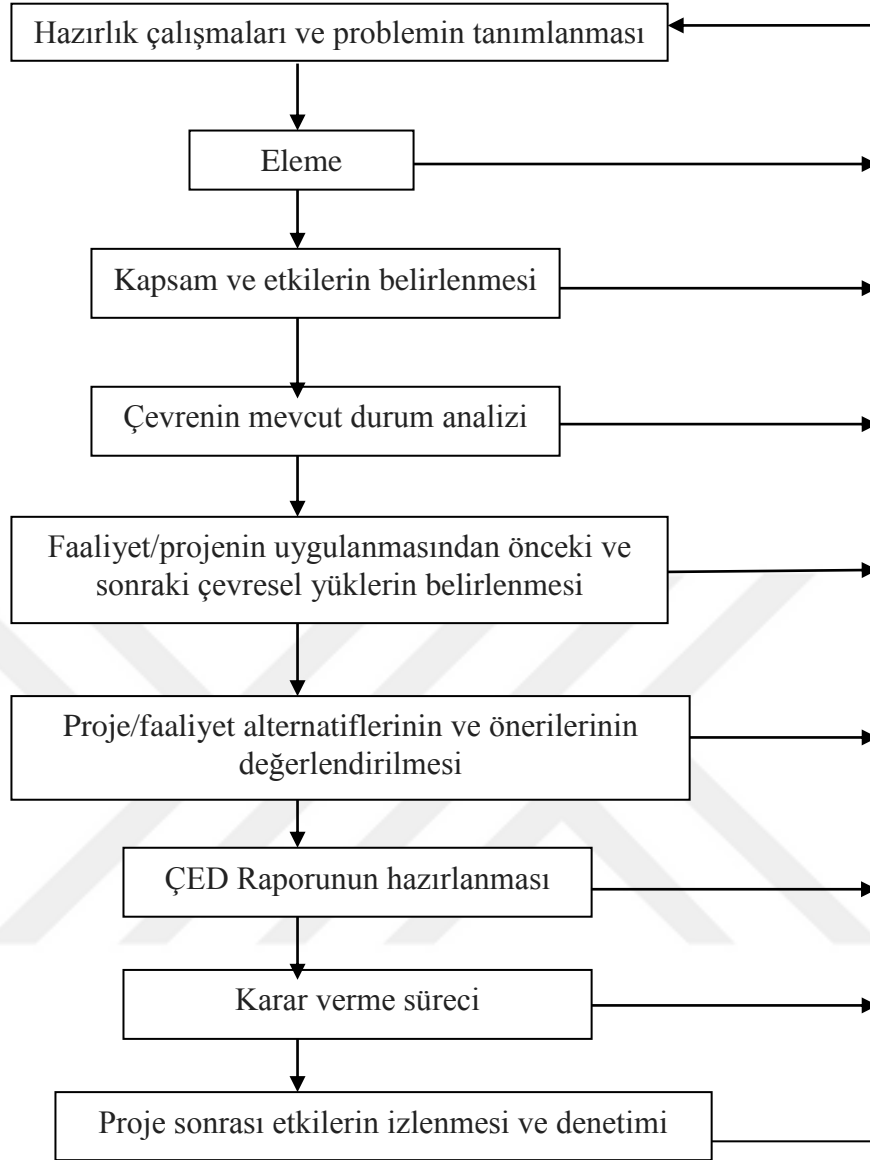 Hazırlık çalışmaları ve problemin tanımlanması
Eleme
Kapsam ve etkilerin belirlenmesi
Çevrenin mevcut durum analizi
Faaliyet/projenin uygulanmasından önceki ve
sonraki çevresel yüklerin belirlenmesi
Proje/faaliyet alternatiflerinin ve önerilerinin
değerlendirilmesi
ÇED Raporunun hazırlanması
Karar verme süreci
Proje sonrası etkilerin izlenmesi ve denetimi